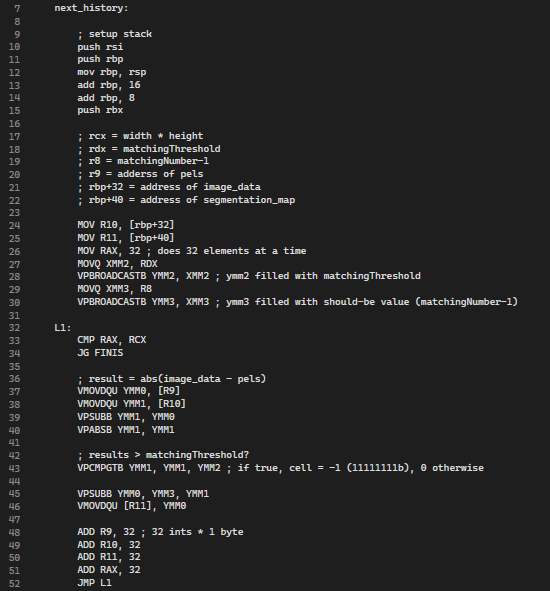 7 next_history:
8
9 ; setup stack
10 push rsi
11 push rbp
12 mov rbp, rsp
13 add rbp, 16
14 add rbp, 8
15 push rbx
16
17 ; rcx = width * height
18 ; rdx = matchingThreshold
19 ; r8 = matchingNumber-1
20 ; r9 = adderss of pels
21 ; rbp+32 = address of image_data
22 ; rbp+40 = address of segmentation_map
23
24 MOV R10, [rbp+32]
25 MOV R11, [rbp+40]
26 MOV RAX, 32 ; does 32 elements at a time
27 MOVQ XMM2, RDX
28 VPBROADCASTB YMM2, XMM2 ; ymm2 filled with matchingThreshold
29 MOVQ XMM3, R8
30 VPBROADCASTB YMM3, XMM3 ; ymm3 filled with should-be value (matchingNumber-1)
31
32 L1:
33 CMP RAX, RCX
34 JG FINIS
35
36 ; result = abs(image_data - pels)
37 VMOVDQU YMM0, [R9]
38 VMOVDQU YMM1, [R10]
39 VPSUBB YMM1, YMM0
40 VPABSB YMM1, YMM1
41
42 ; results > matchingThreshold?
43 VPCMPGTB YMM1, YMM1, YMM2 ; if true, cell = -1 (11111111b), 0 otherwise
44
45 VPSUBB YMM0, YMM3, YMM1
46 VMOVDQU [R11], YMM0
47
48 ADD R9, 32 ; 32 ints * 1 byte
49 ADD R10, 32
50 ADD R11, 32
51 ADD RAX, 32
52 JMP L1